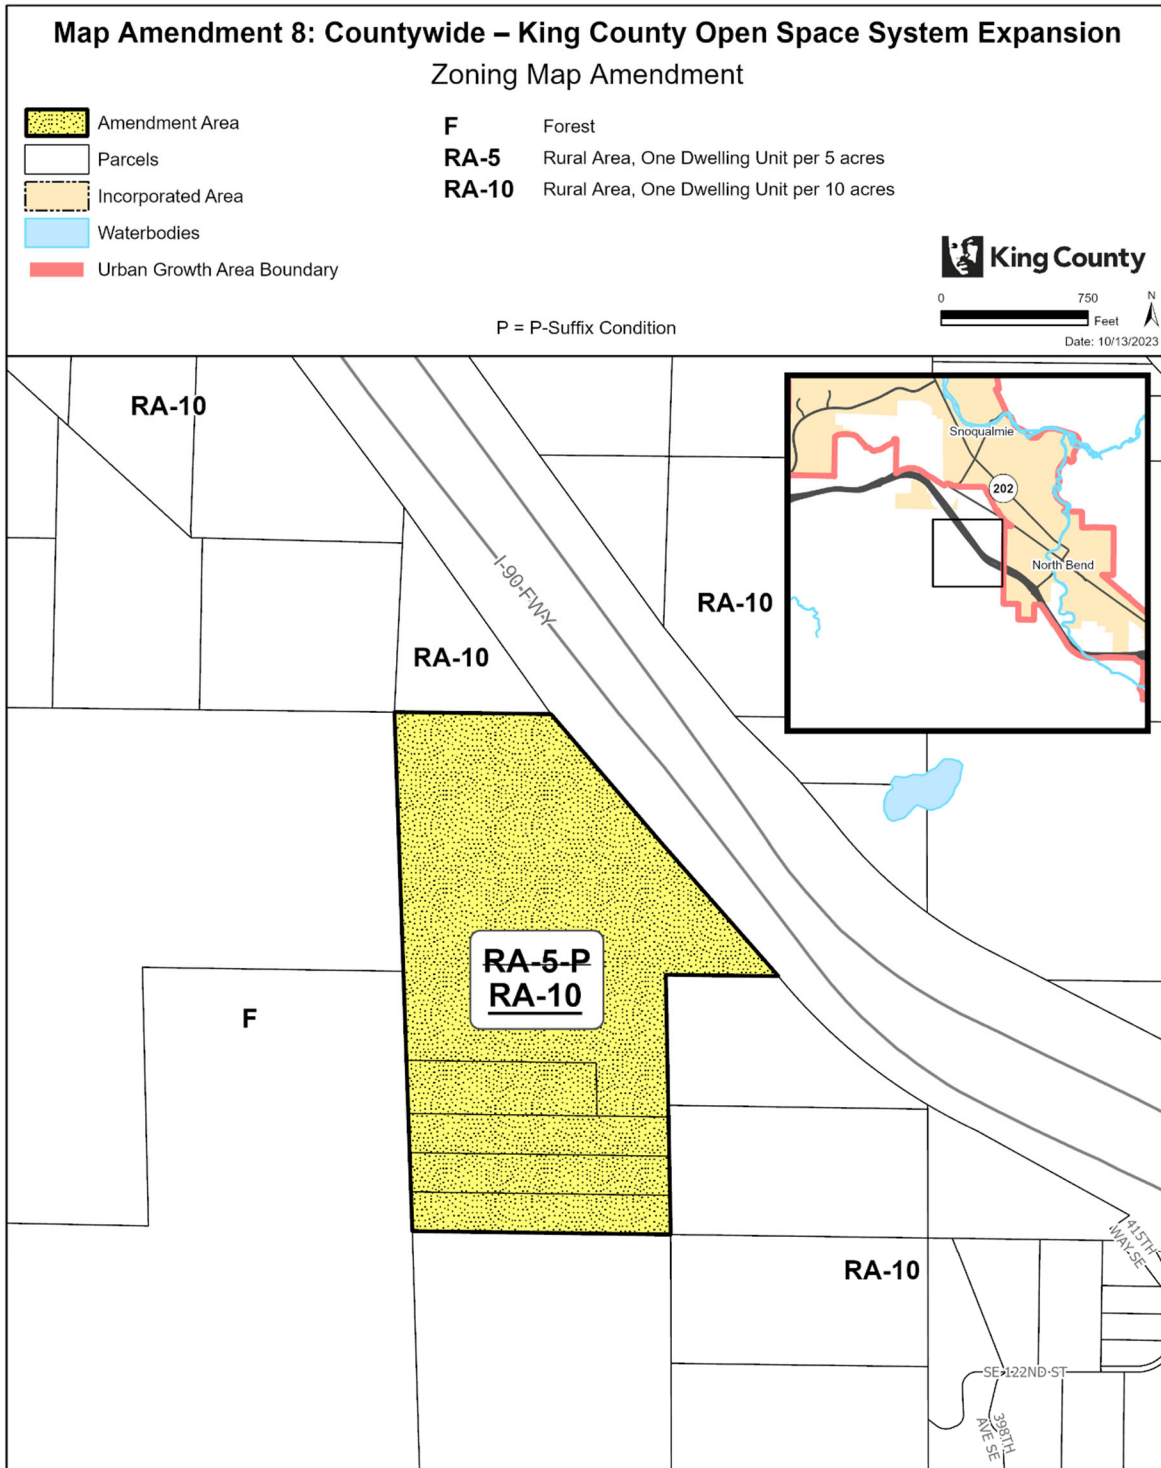 Map Amendment 8: Countywide – King County Open Space System Expansion
Zoning Map Amendment
Amendment Area
Parcels
Incorporated Area
Waterbodies
Urban Growth Area Boundary
F Forest
RA-5 Rural Area, One Dwelling Unit per 5 acres
RA-10 Rural Area, One Dwelling Unit per 10 acres
King County
0 750
Feet
N
Date: 10/13/2023
P = P-Suffix Condition
RA-10
Snoqualmie
202
North Bend
I-90-FWY
RA-10
RA-10
RA-5-P
RA-10
F
RA-10
415TH
WAY-SE
SE-122ND-ST
398TH
AVE SE